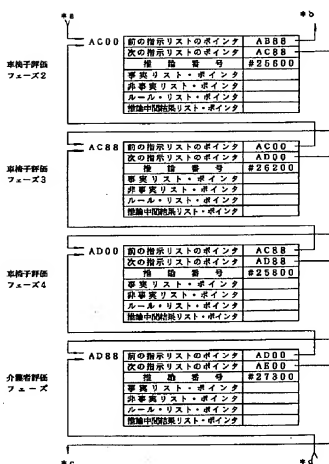 *a
*b
車椅子評価
フェーズ2
AC00
前の指示リストのポインタ AB88
次の指示リストのポインタ AC88
推論番号 #25600
事実リスト・ポインタ
非事実リスト・ポインタ
ルール・リスト・ポインタ
推論中間結果リスト・ポインタ
車椅子評価
フェーズ3
AC88
前の指示リストのポインタ AC00
次の指示リストのポインタ AD00
推論番号 #26200
事実リスト・ポインタ
非事実リスト・ポインタ
ルール・リスト・ポインタ
推論中間結果リスト・ポインタ
車椅子評価
フェーズ4
AD00
前の指示リストのポインタ AC88
次の指示リストのポインタ AD88
推論番号 #25800
事実リスト・ポインタ
非事実リスト・ポインタ
ルール・リスト・ポインタ
推論中間結果リスト・ポインタ
介護者評価
フェーズ
AD88
前の指示リストのポインタ AD00
次の指示リストのポインタ AE00
推論番号 #27300
事実リスト・ポインタ
非事実リスト・ポインタ
ルール・リスト・ポインタ
推論中間結果リスト・ポインタ
*c
*d